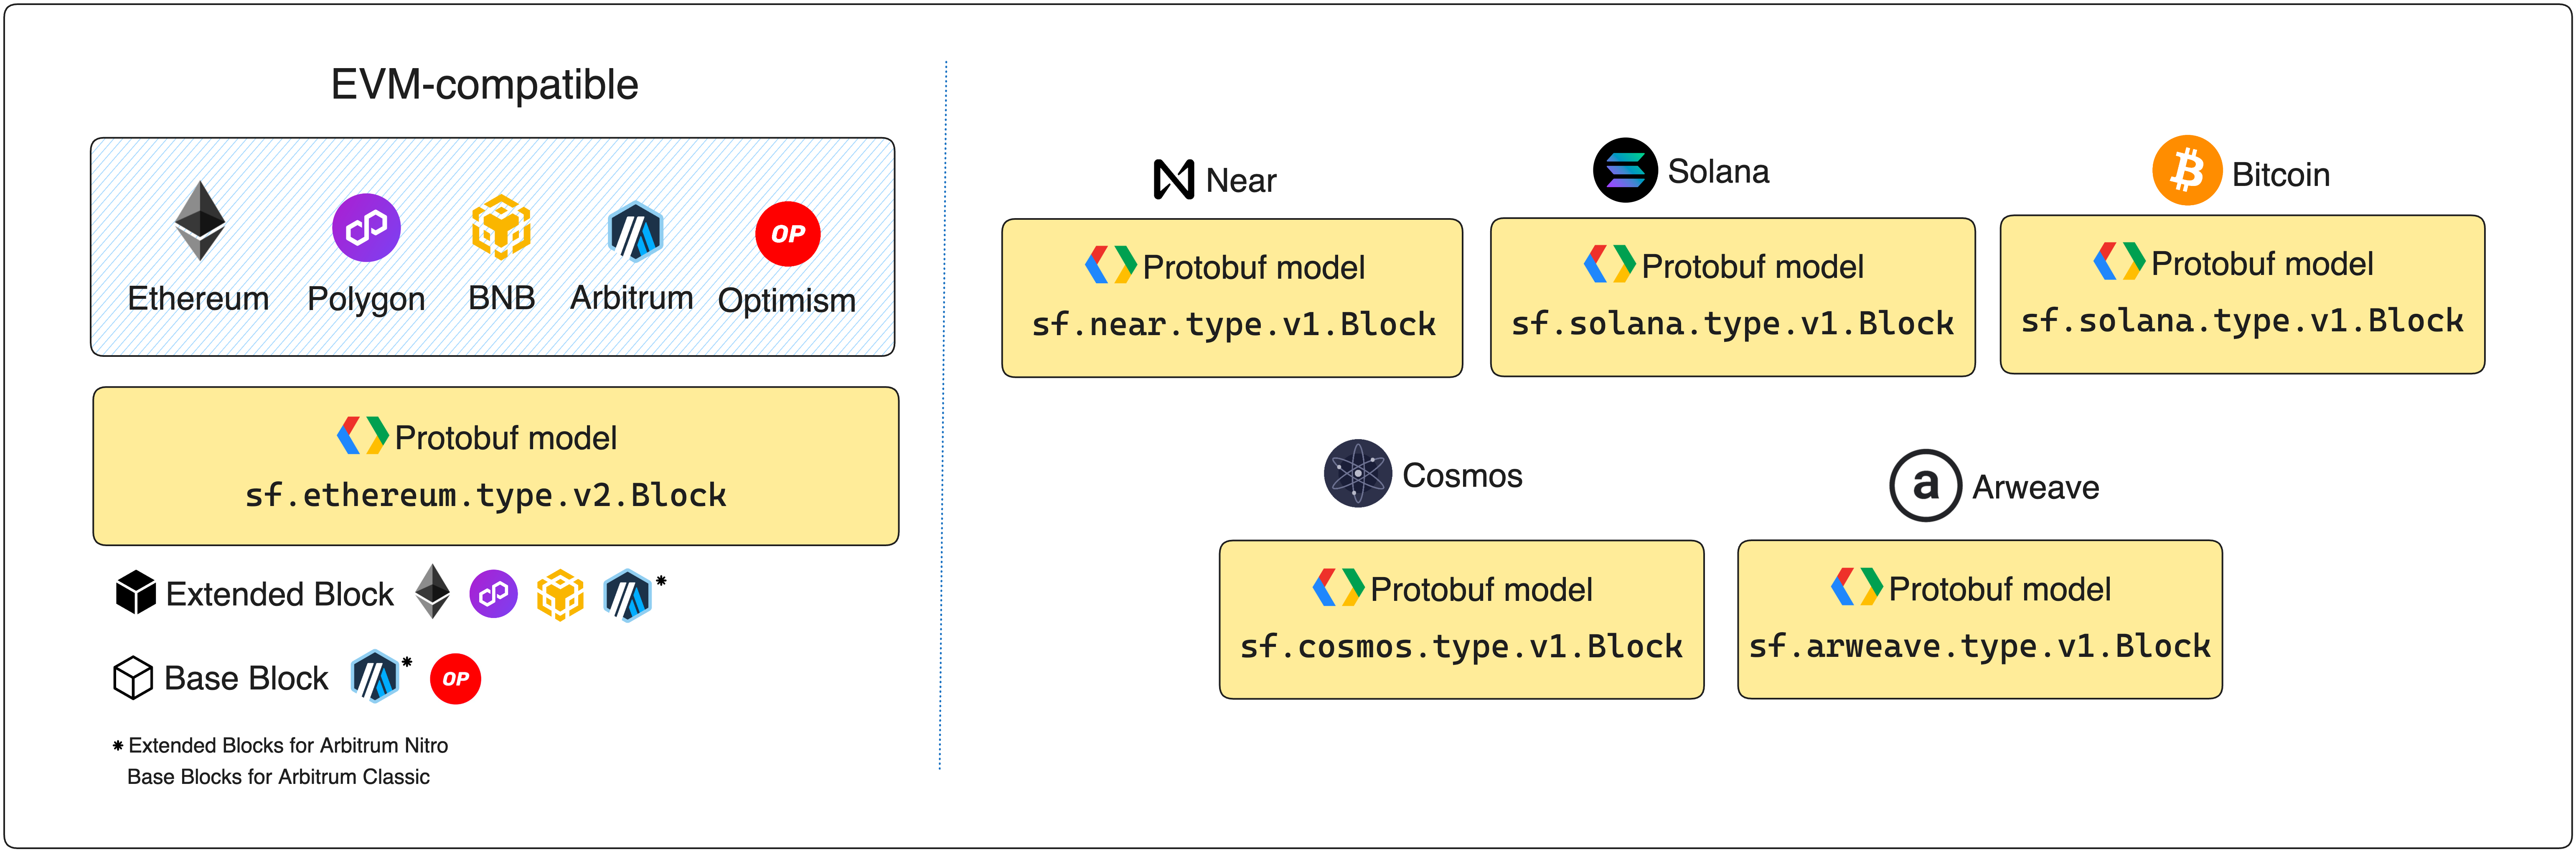 EVM-compatible
Ethereum Polygon BNB Arbitrum OP Optimism
Protobuf model
sf.ethereum.type.v2.Block
Extended Block *
Base Block * OP
* Extended Blocks for Arbitrum Nitro
Base Blocks for Arbitrum Classic
Near
Protobuf model
sf.near.type.v1.Block
Solana
Protobuf model
sf.solana.type.v1.Block
Bitcoin
Protobuf model
sf.solana.type.v1.Block
Cosmos
Protobuf model
sf.cosmos.type.v1.Block
a Arweave
Protobuf model
sf.arweave.type.v1.Block